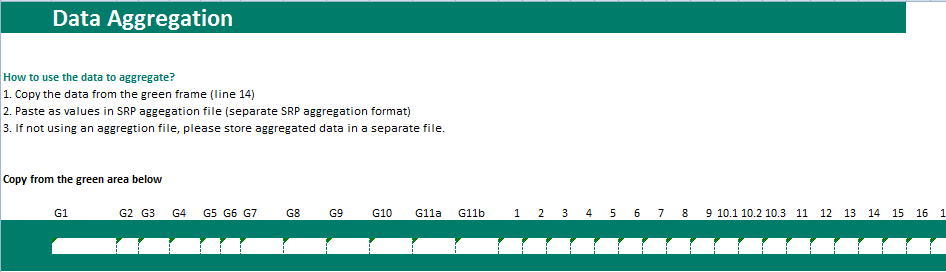 Data Aggregation
How to use the data to aggregate?
1. Copy the data from the green frame (line 14)
2. Paste as values in SRP aggegation file (separate SRP aggregation format)
3. If not using an aggregtion file, please store aggregated data in a separate file.
Copy from the green area below
G1 G2 G3 G4 G5 G6 G7 G8 G9 G10 G11a G11b 1 2 3 4 5 6 7 8 9 10.1 10.2 10.3 11 12 13 14 15 16